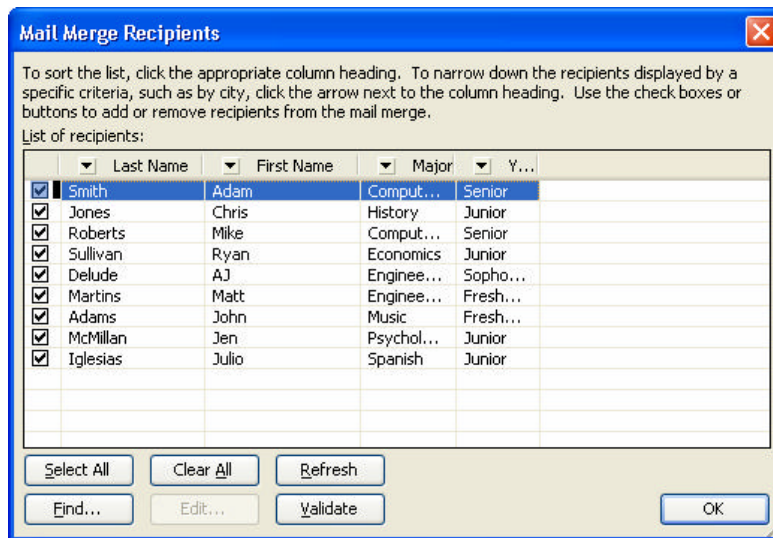 Mail Merge Recipients
To sort the list, click the appropriate column heading. To narrow down the recipients displayed by a
specific criteria, such as by city, click the arrow next to the column heading. Use the check boxes or
buttons to add or remove recipients from the mail merge.
List of recipients:
Last Name First Name Major Y...
Smith Adam Comput... Senior
Jones Chris History Junior
Roberts Mike Comput... Senior
Sullivan Ryan Economics Junior
Delude AJ Enginee... Sopho...
Martins Matt Enginee... Fresh...
Adams John Music Fresh...
McMillan Jen Psychol... Junior
Iglesias Julio Spanish Junior
Select All Clear All Refresh
Find... Edit... Validate OK